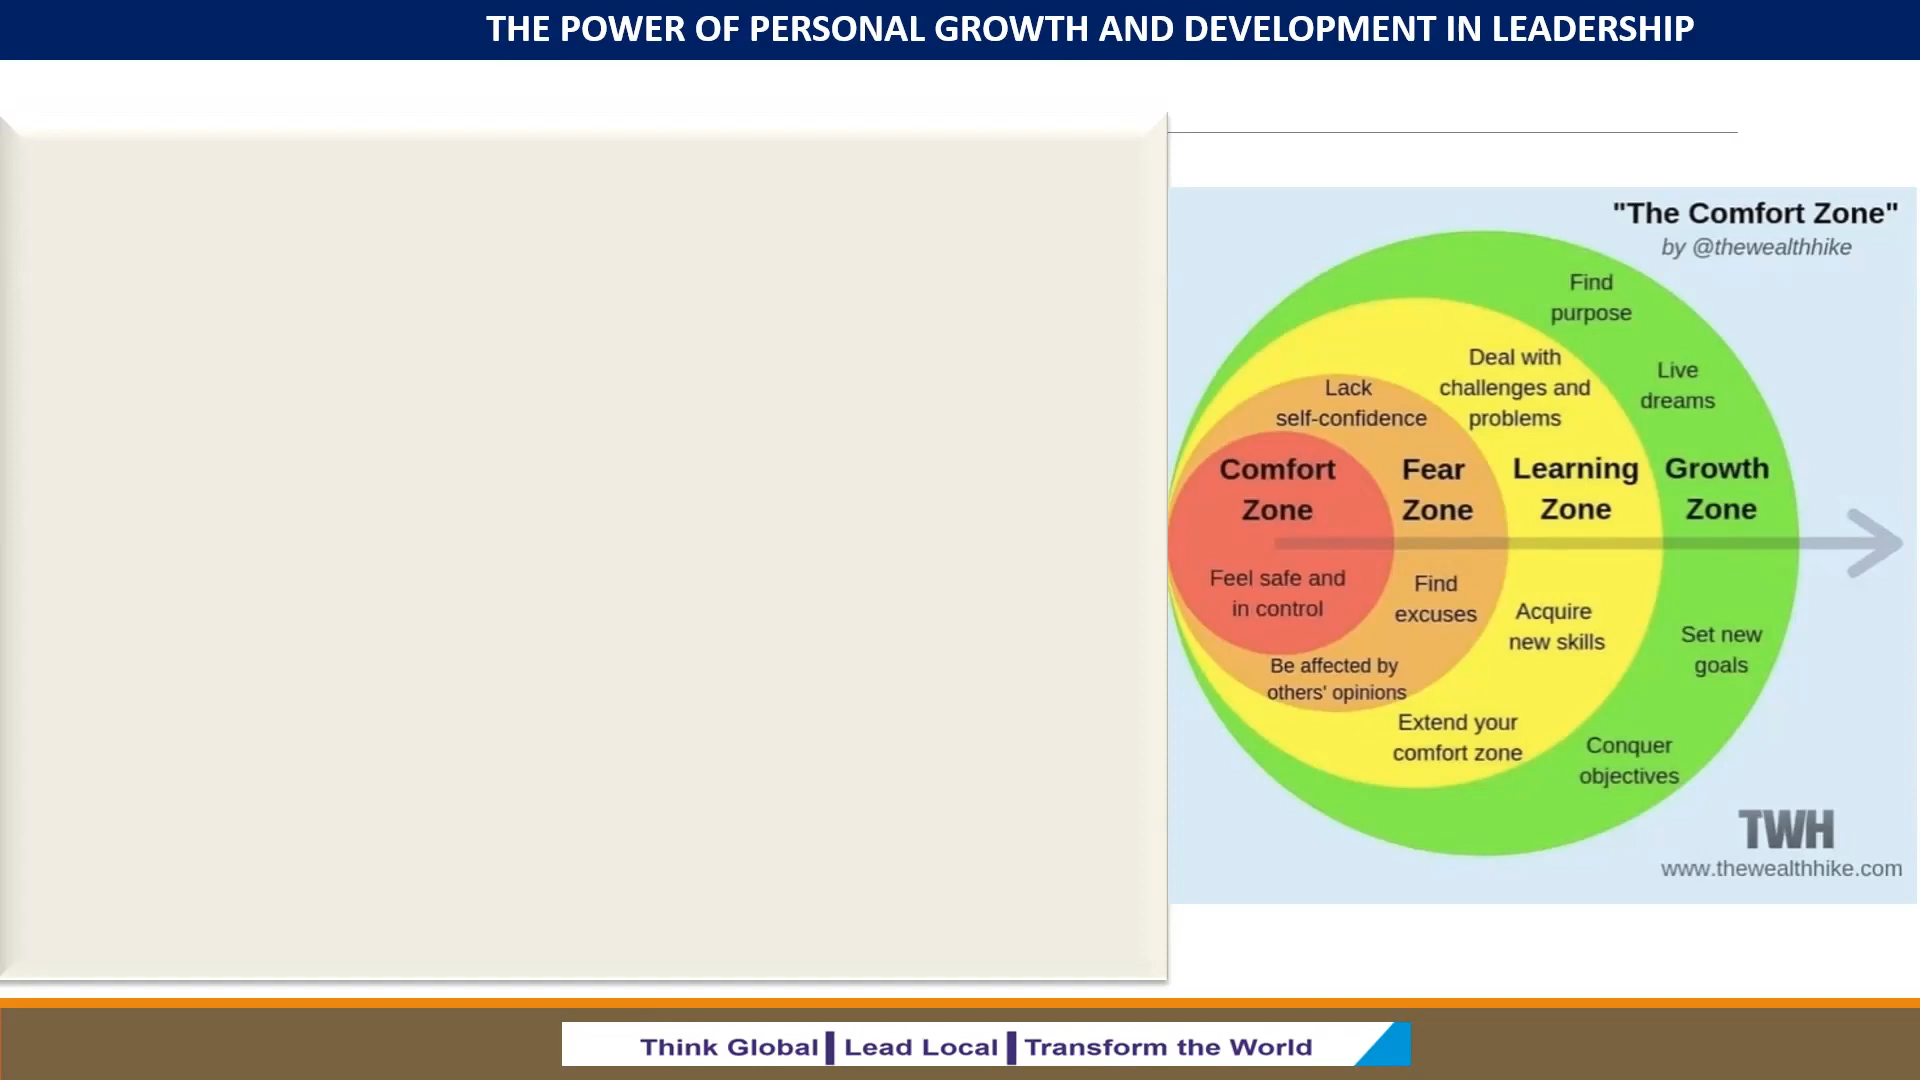 THE POWER OF PERSONAL GROWTH AND DEVELOPMENT IN LEADERSHIP
"The Comfort Zone"
by @thewealthhike
Find
purpose
Live
dreams
Deal with
challenges and
problems
Lack
self-confidence
Comfort
Zone
Fear
Zone
Learning
Zone
Growth
Zone
Feel safe and
in control
Find
excuses
Acquire
new skills
Set new
goals
Be affected by
others' opinions
Extend your
comfort zone
Conquer
objectives
TWH
www.thewealthhike.com
Think Global Lead Local Transform the World